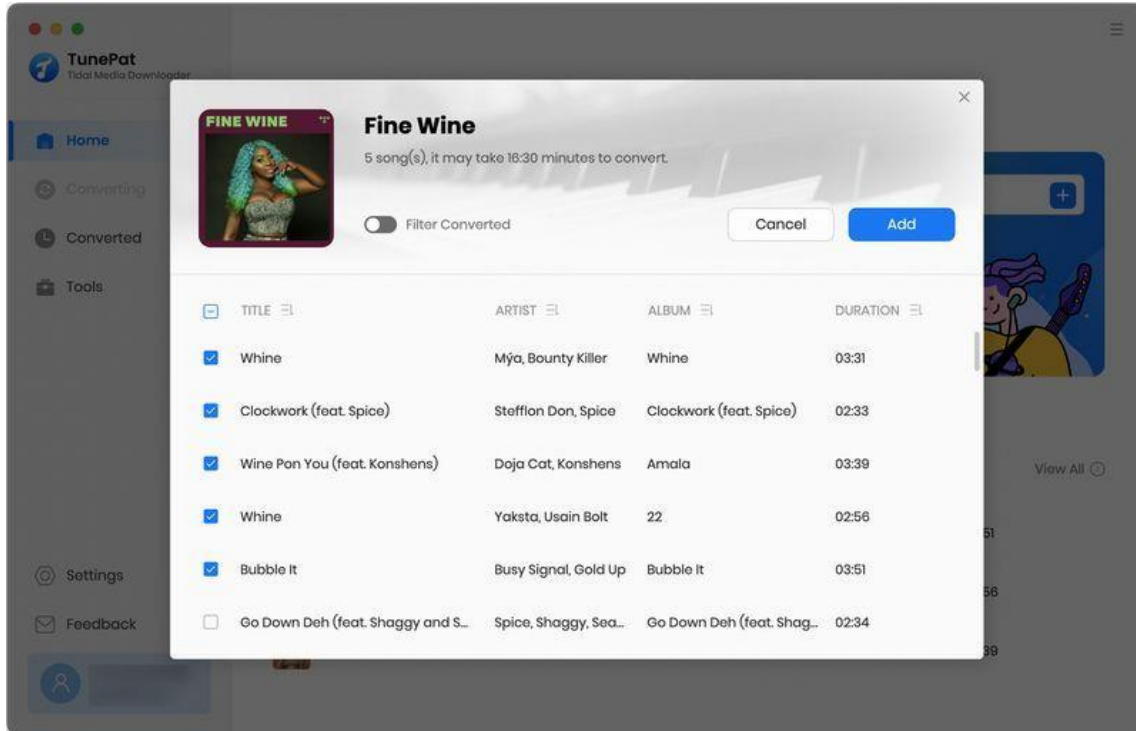 TunePat
Tidal Media Downloader
Home
Converting
Converted
Tools
Settings
Feedback
FINE WINE
Fine Wine
5 song(s), it may take 16:30 minutes to convert.
Filter Converted
Cancel
Add
TITLE ARTIST ALBUM DURATION
Whine Mýa, Bounty Killer Whine 03:31
Clockwork (feat. Spice) Stefflon Don, Spice Clockwork (feat. Spice) 02:33
Wine Pon You (feat. Konshens) Doja Cat, Konshens Amala 03:39
Whine Yaksta, Usain Bolt 22 02:56
Bubble It Busy Signal, Gold Up Bubble It 03:51
Go Down Deh (feat. Shaggy and S... Spice, Shaggy, Sea... Go Down Deh (feat. Shag... 02:34
View All
51
56
39